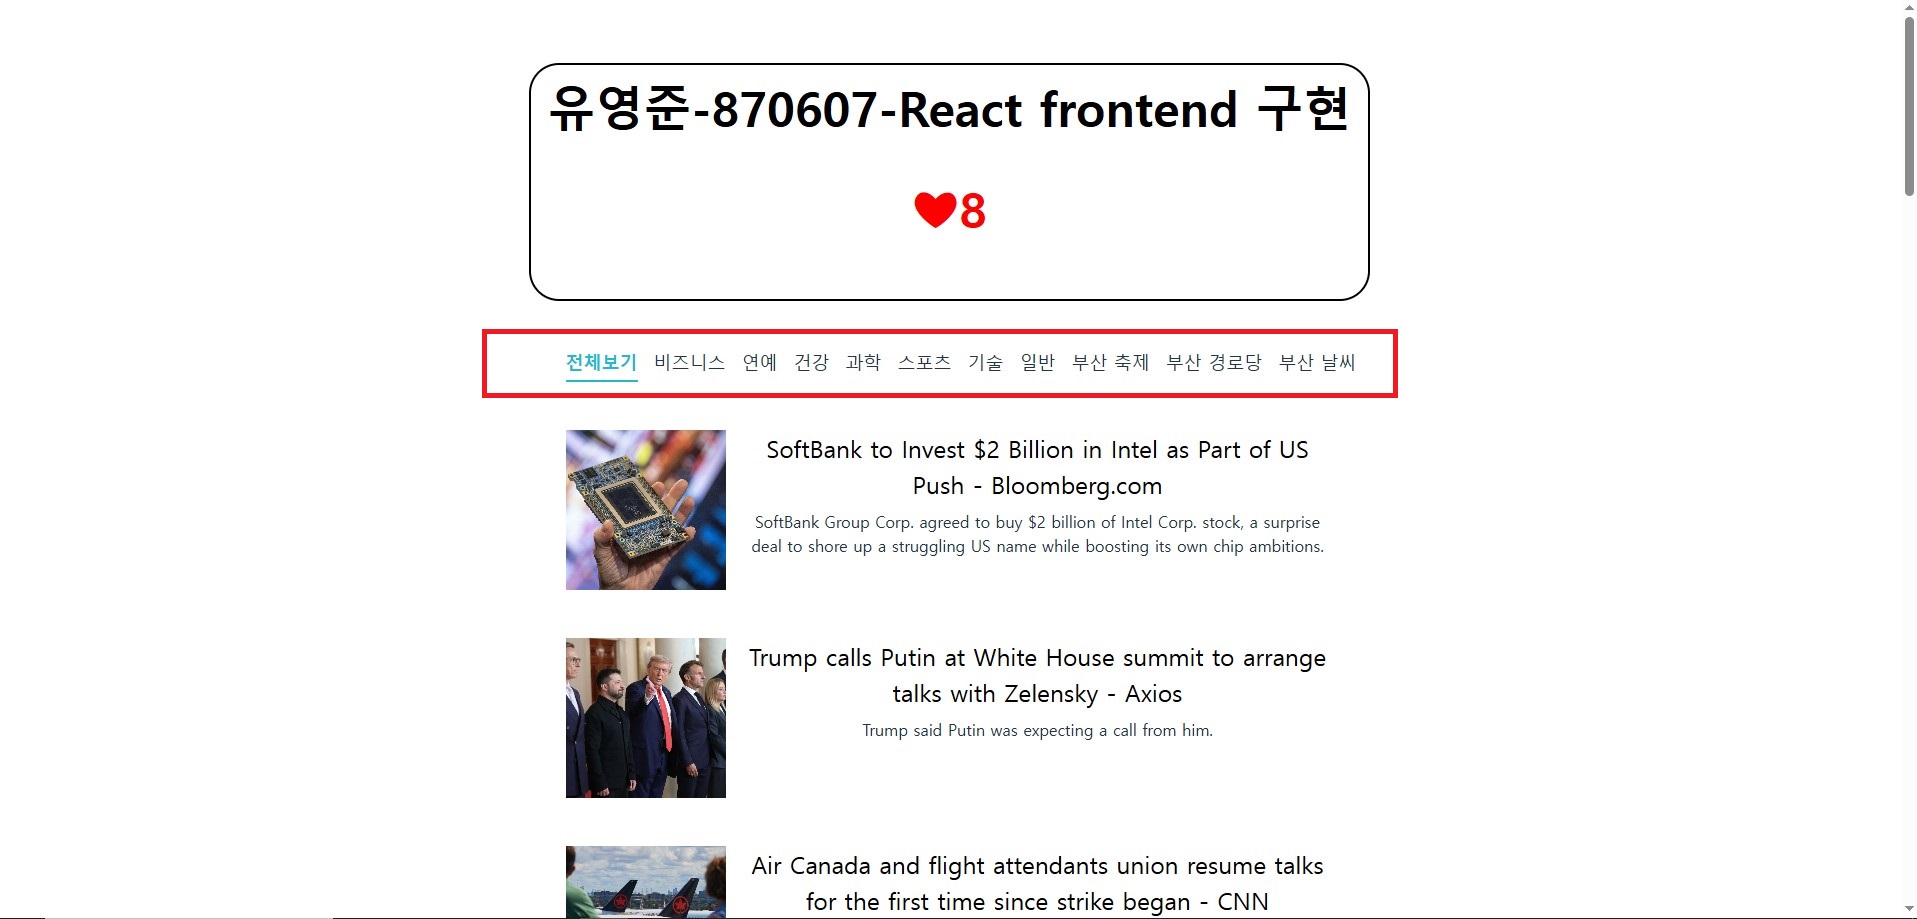 유영준-870607-React frontend 구현
❤8
전체보기 비즈니스 연예 건강 과학 스포츠 기술 일반 부산 축제 부산 경로당 부산 날씨
SoftBank to Invest $2 Billion in Intel as Part of US
Push - Bloomberg.com
SoftBank Group Corp. agreed to buy $2 billion of Intel Corp. stock, a surprise
deal to shore up a struggling US name while boosting its own chip ambitions.
Trump calls Putin at White House summit to arrange
talks with Zelensky - Axios
Trump said Putin was expecting a call from him.
Air Canada and flight attendants union resume talks
for the first time since strike began - CNN